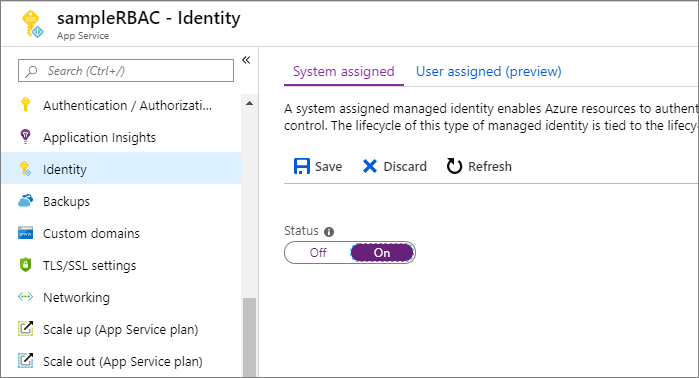 sampleRBAC - Identity
App Service
Search (Ctrl+/)
«
Authentication / Authorizati...
Application Insights
Identity
Backups
www
Custom domains
TLS/SSL settings
Networking
Scale up (App Service plan)
Scale out (App Service plan)
System assigned
User assigned (preview)
A system assigned managed identity enables Azure resources to authent
control. The lifecycle of this type of managed identity is tied to the lifecy
Save
Discard
Refresh
Status
Off
On